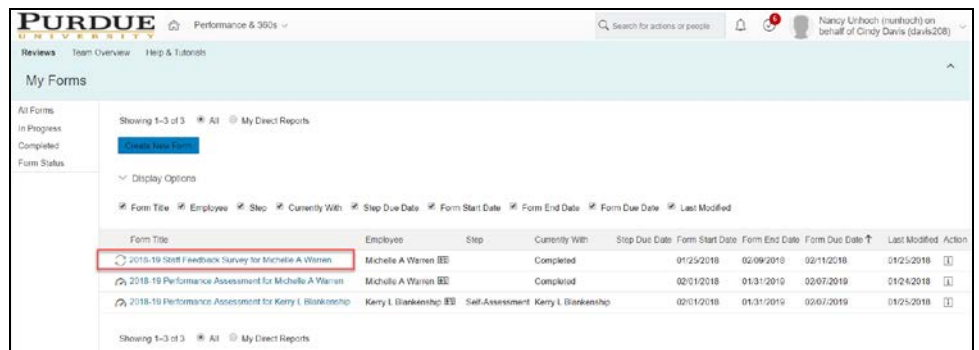 PURDUE Performance & 360s Search for actions or people 6 Nancy Unhoch (nunhoch) on
UNIVERSITY behalf of Cindy Davis (davis208)
Reviews Team Overview Help & Tutorials
My Forms
All Forms
In Progress
Completed
Form Status
Showing 1–3 of 3 All My Direct Reports
Create New Form
Display Options
Form Title Employee Step Currently With Step Due Date Form Start Date Form End Date Form Due Date Last Modified
Form Title Employee Step Currently With Step Due Date Form Start Date Form End Date Form Due Date ↑ Last Modified Action
2018-19 Staff Feedback Survey for Michelle A Warren Michelle A Warren Completed 01/25/2018 02/09/2018 02/11/2018 01/25/2018
2018-19 Performance Assessment for Michelle A Warren Michelle A Warren Completed 02/01/2018 01/31/2019 02/07/2019 01/24/2018
2018-19 Performance Assessment for Kerry L Blankenship Kerry L Blankenship Self-Assessment Kerry L Blankenship 02/01/2018 01/31/2019 02/07/2019 01/25/2018
Showing 1–3 of 3 All My Direct Reports